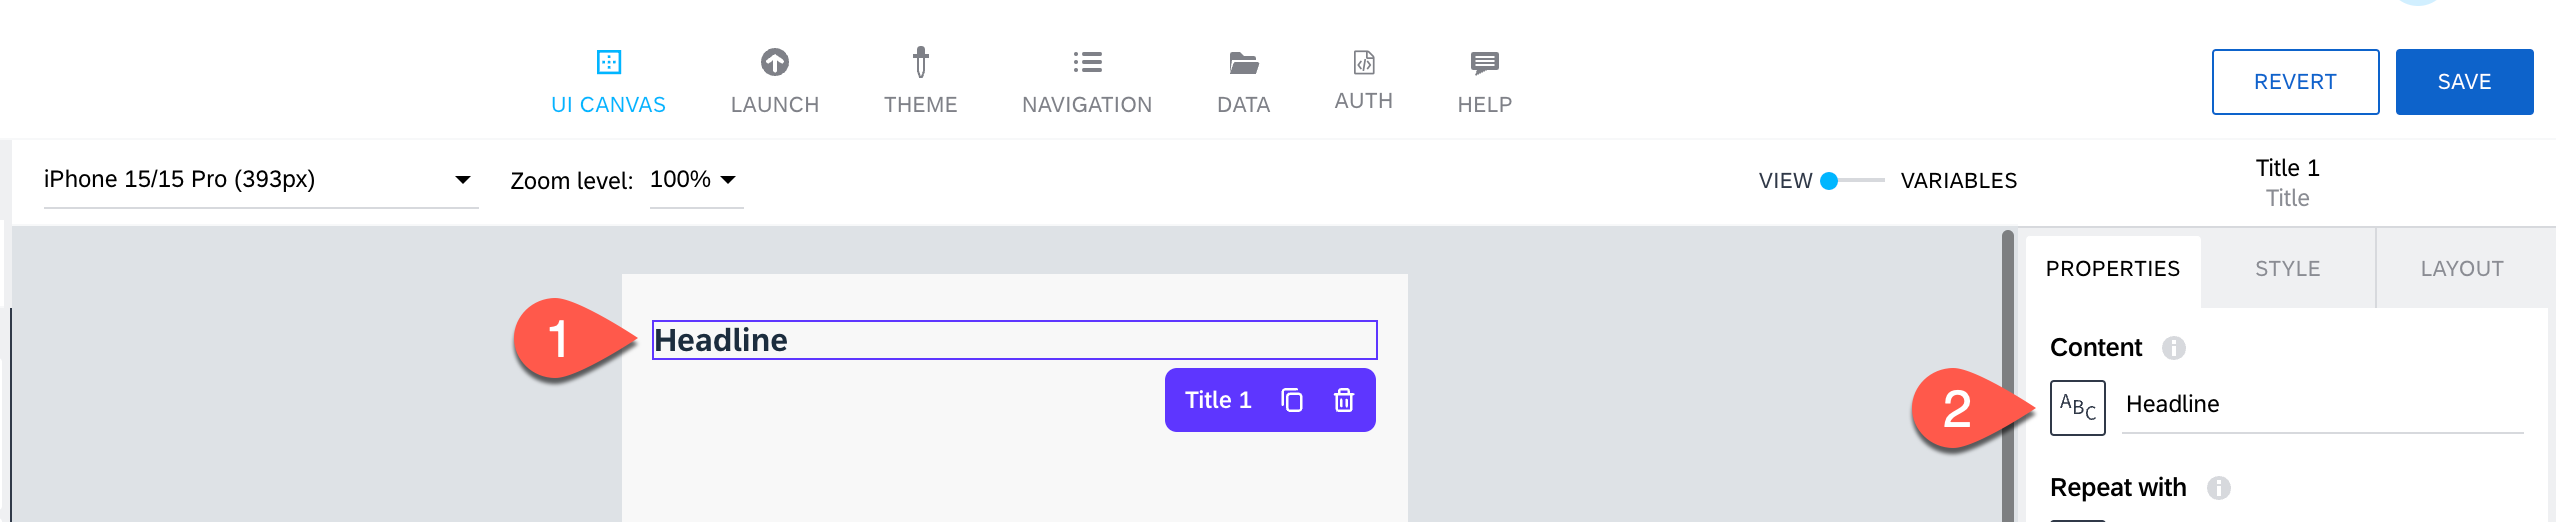 UI CANVAS
LAUNCH
THEME
NAVIGATION
DATA
AUTH
HELP
REVERT
SAVE
iPhone 15/15 Pro (393px)
Zoom level: 100%
VIEW
VARIABLES
Title 1
Title
PROPERTIES
STYLE
LAYOUT
1
Headline
Title 1
Content
2
ABC
Headline
Repeat with